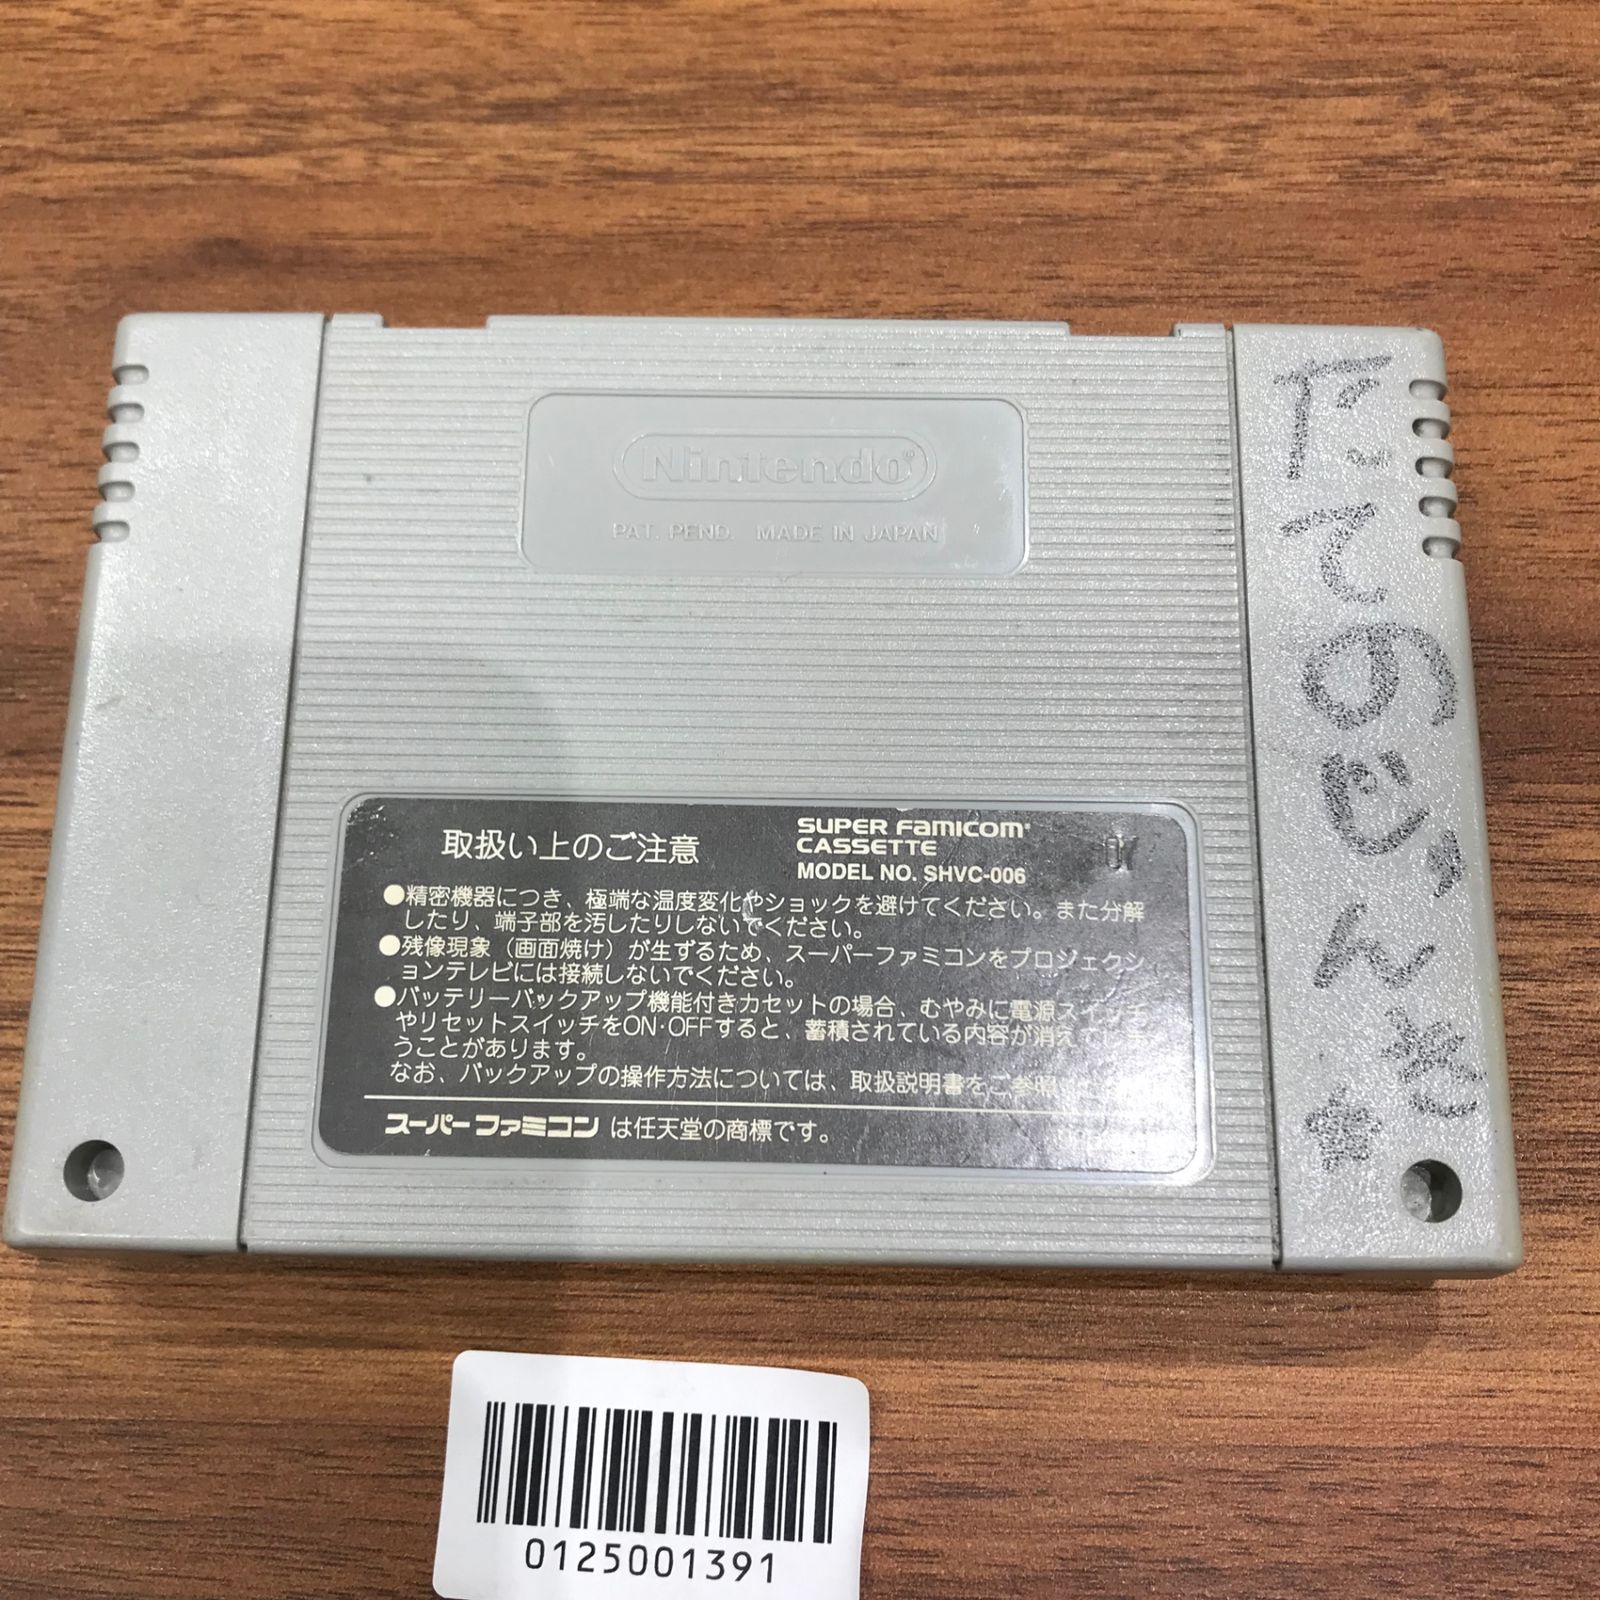 Nintendo
PAT. PEND. MADE IN JAPAN
取扱い上のご注意
SUPER FAMICOM
CASSETTE
MODEL NO. SHVC-006
07
●精密機器につき、極端な温度変化やショックを避けてください。また分解
したり、端子部を汚したりしないでください。
●残像現象（画面焼け）が生ずるため、スーパーファミコンをプロジェクシ
ョンテレビには接続しないでください。
●バッテリーバックアップ機能付きカセットの場合、むやみに電源スイッチ
やリセットスイッチをON・OFFすると、蓄積されている内容が消え
うことがあります。
なお、バックアップの操作方法については、取扱説明書をご参照
スーパーファミコン は任天堂の商標です。
0125001391